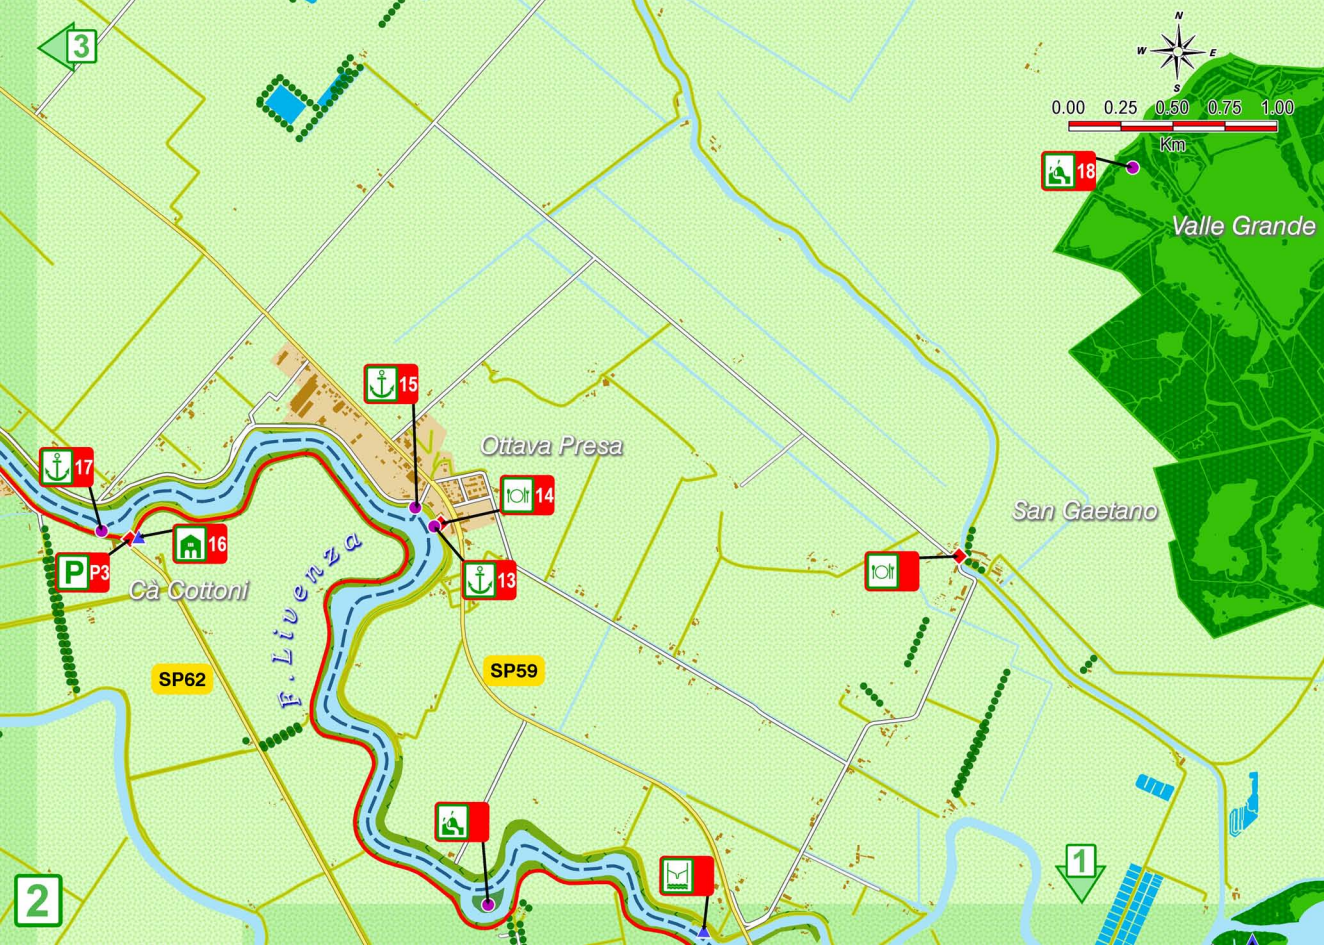 3
N
W E
S
0.00 0.25 0.50 0.75 1.00
Km
18
Valle Grande
15
Ottava Presa
17
14
San Gaetano
16
P P3
13
Cà Cottoni
F. Livenza
SP62
SP59
2
1